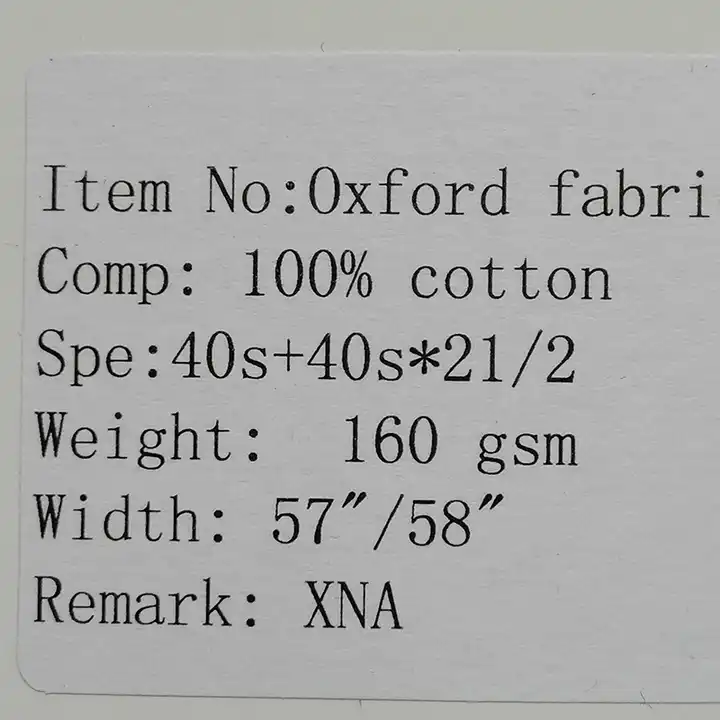 Item No:Oxford fabri
Comp: 100% cotton
Spe:40s+40s*21/2
Weight:  160 gsm
Width: 57″/58″
Remark: XNA